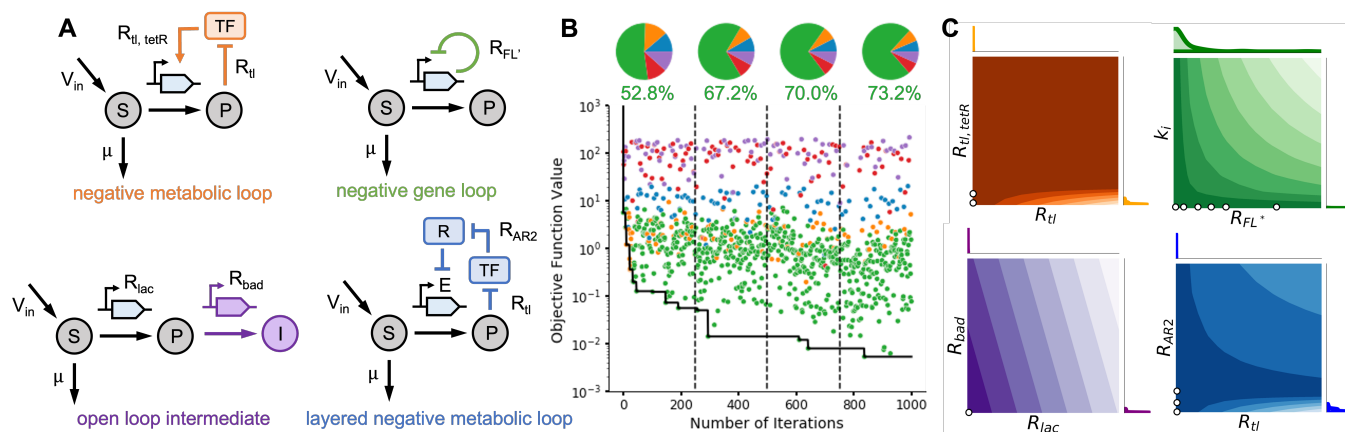 A
R_tl, tetR
TF
R_tl
V_in
S
P
μ
negative metabolic loop
R_FL'
V_in
S
P
μ
negative gene loop
R_lac
R_bad
V_in
S
P
I
μ
open loop intermediate
R
R_AR2
TF
E
R_tl
V_in
S
P
μ
layered negative metabolic loop
B
52.8%
67.2%
70.0%
73.2%
Objective Function Value
10^3
10^2
10^1
10^0
10^−1
10^−2
10^−3
0
200
400
600
800
1000
Number of Iterations
C
R_tl, tetR
R_tl
k_i
R_FL*
R_bad
R_lac
R_AR2
R_tl